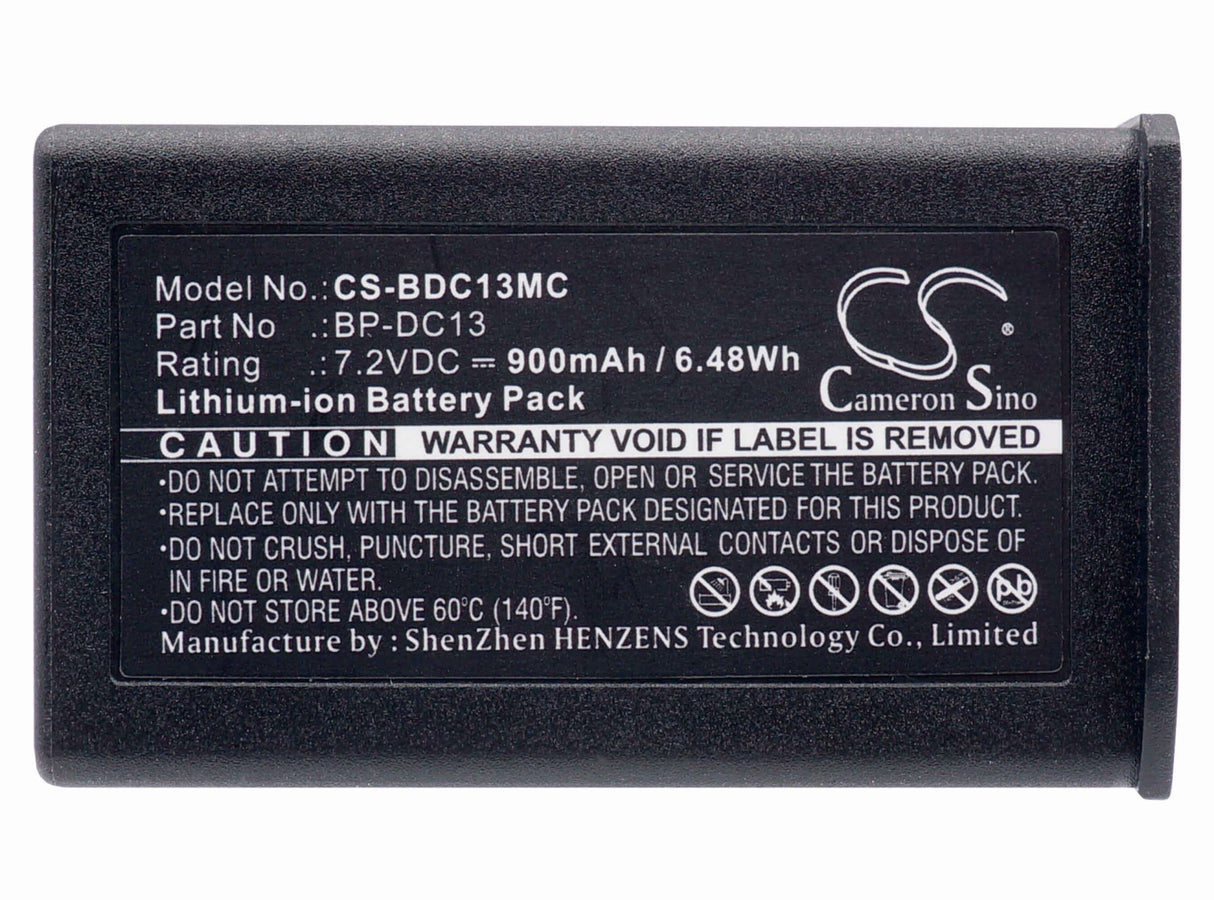 Model No.: CS-BDC13MC
Part No .: BP-DC13
Rating .: 7.2VDC ⎓ 900mAh / 6.48Wh
Lithium-ion Battery Pack
CS®
Cameron Sino
CAUTION WARRANTY VOID IF LABEL IS REMOVED
•DO NOT ATTEMPT TO DISASSEMBLE, OPEN OR SERVICE THE BATTERY PACK.
•REPLACE ONLY WITH THE BATTERY PACK DESIGNATED FOR THIS PRODUCT.
•DO NOT CRUSH, PUNCTURE, SHORT EXTERNAL CONTACTS OR DISPOSE OF
IN FIRE OR WATER.
•DO NOT STORE ABOVE 60°C (140°F).
Pb
Manufacture by : ShenZhen HENZENS Technology Co., Limited